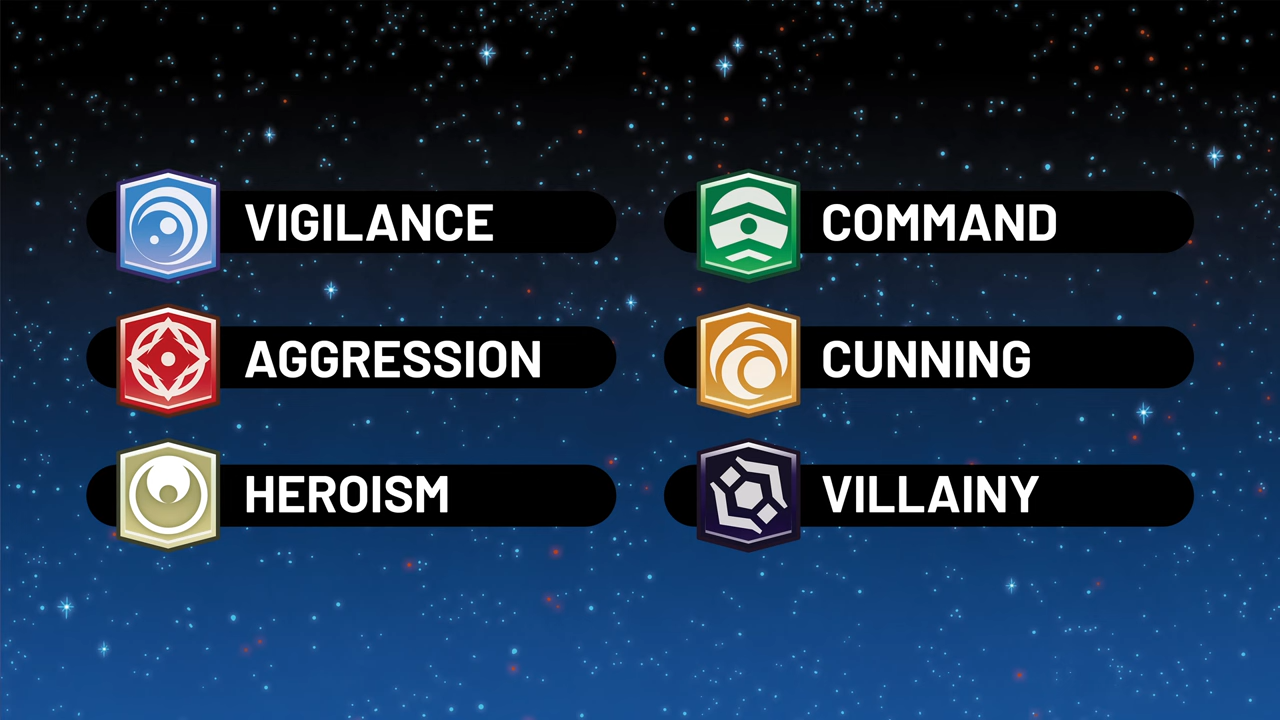 VIGILANCE
COMMAND
AGGRESSION
CUNNING
HEROISM
VILLAINY